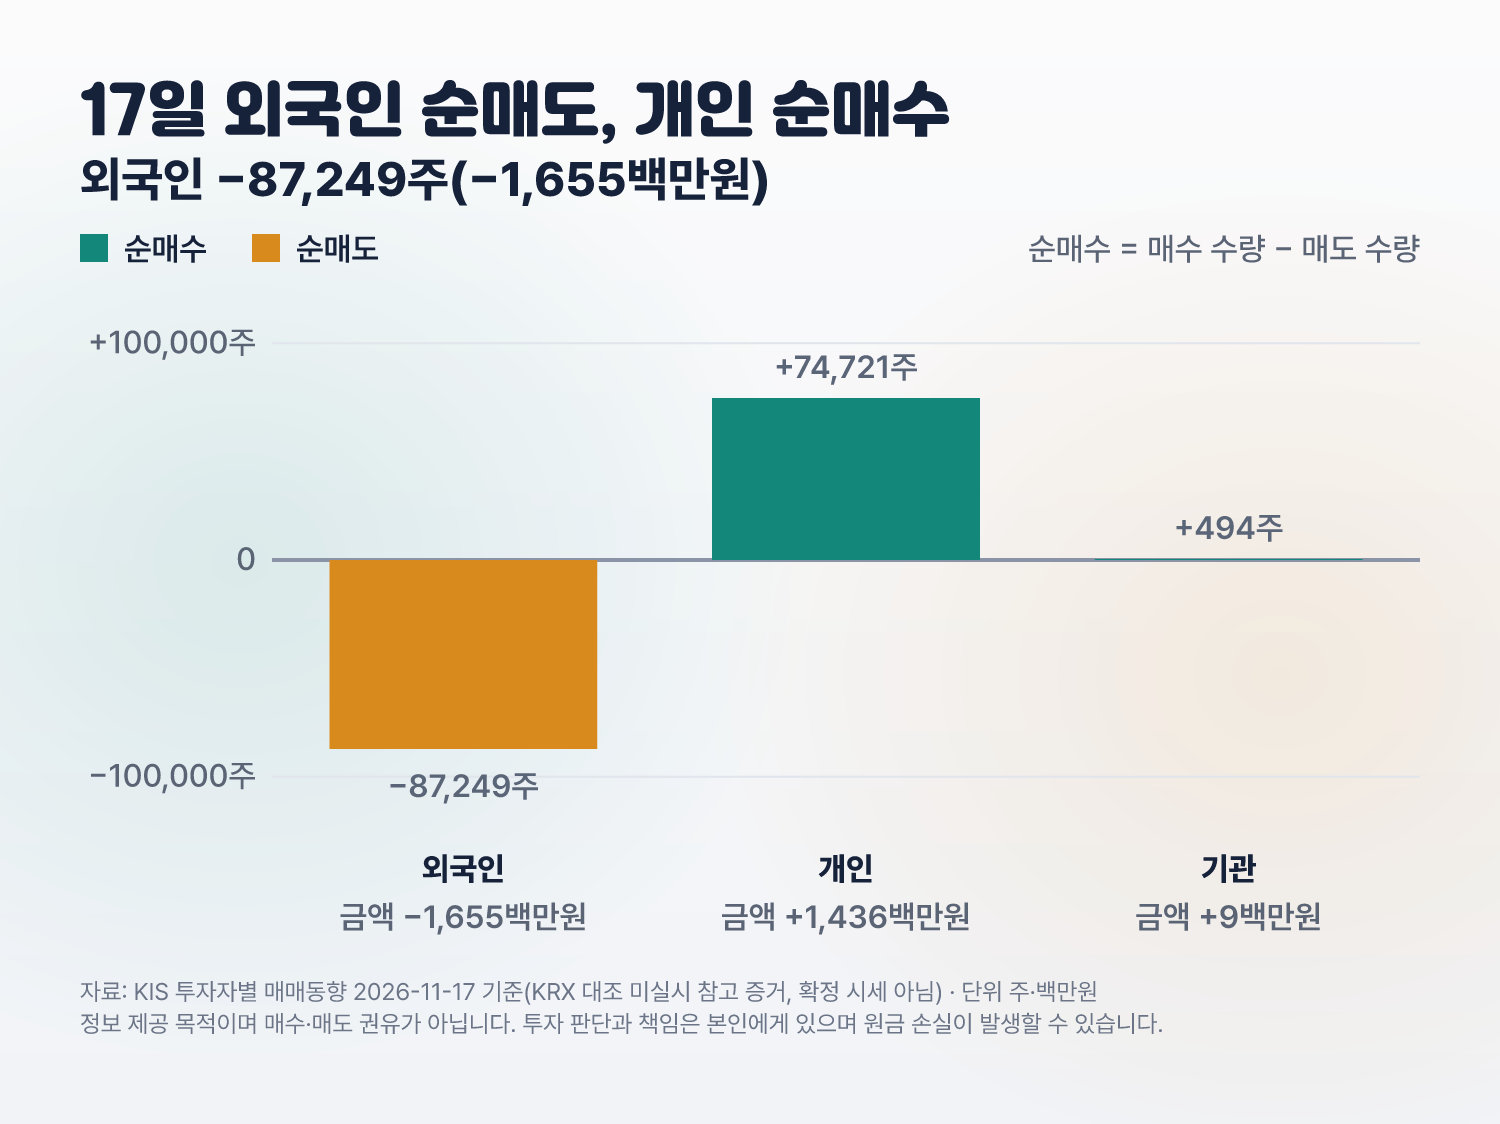 17일 외국인 순매도, 개인 순매수
외국인 −87,249주(−1,655백만원)
순매수 순매도 순매수 = 매수 수량 − 매도 수량
+100,000주
+74,721주
+494주
0
−100,000주
−87,249주
외국인 개인 기관
금액 −1,655백만원 금액 +1,436백만원 금액 +9백만원
자료: KIS 투자자별 매매동향 2026-11-17 기준(KRX 대조 미실시 참고 증거, 확정 시세 아님) · 단위 주·백만원
정보 제공 목적이며 매수·매도 권유가 아닙니다. 투자 판단과 책임은 본인에게 있으며 원금 손실이 발생할 수 있습니다.